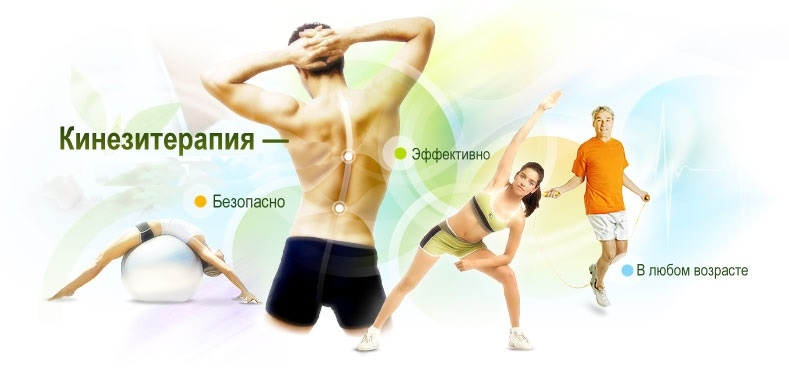 Кинезитерапия —
Эффективно
Безопасно
В любом возрасте